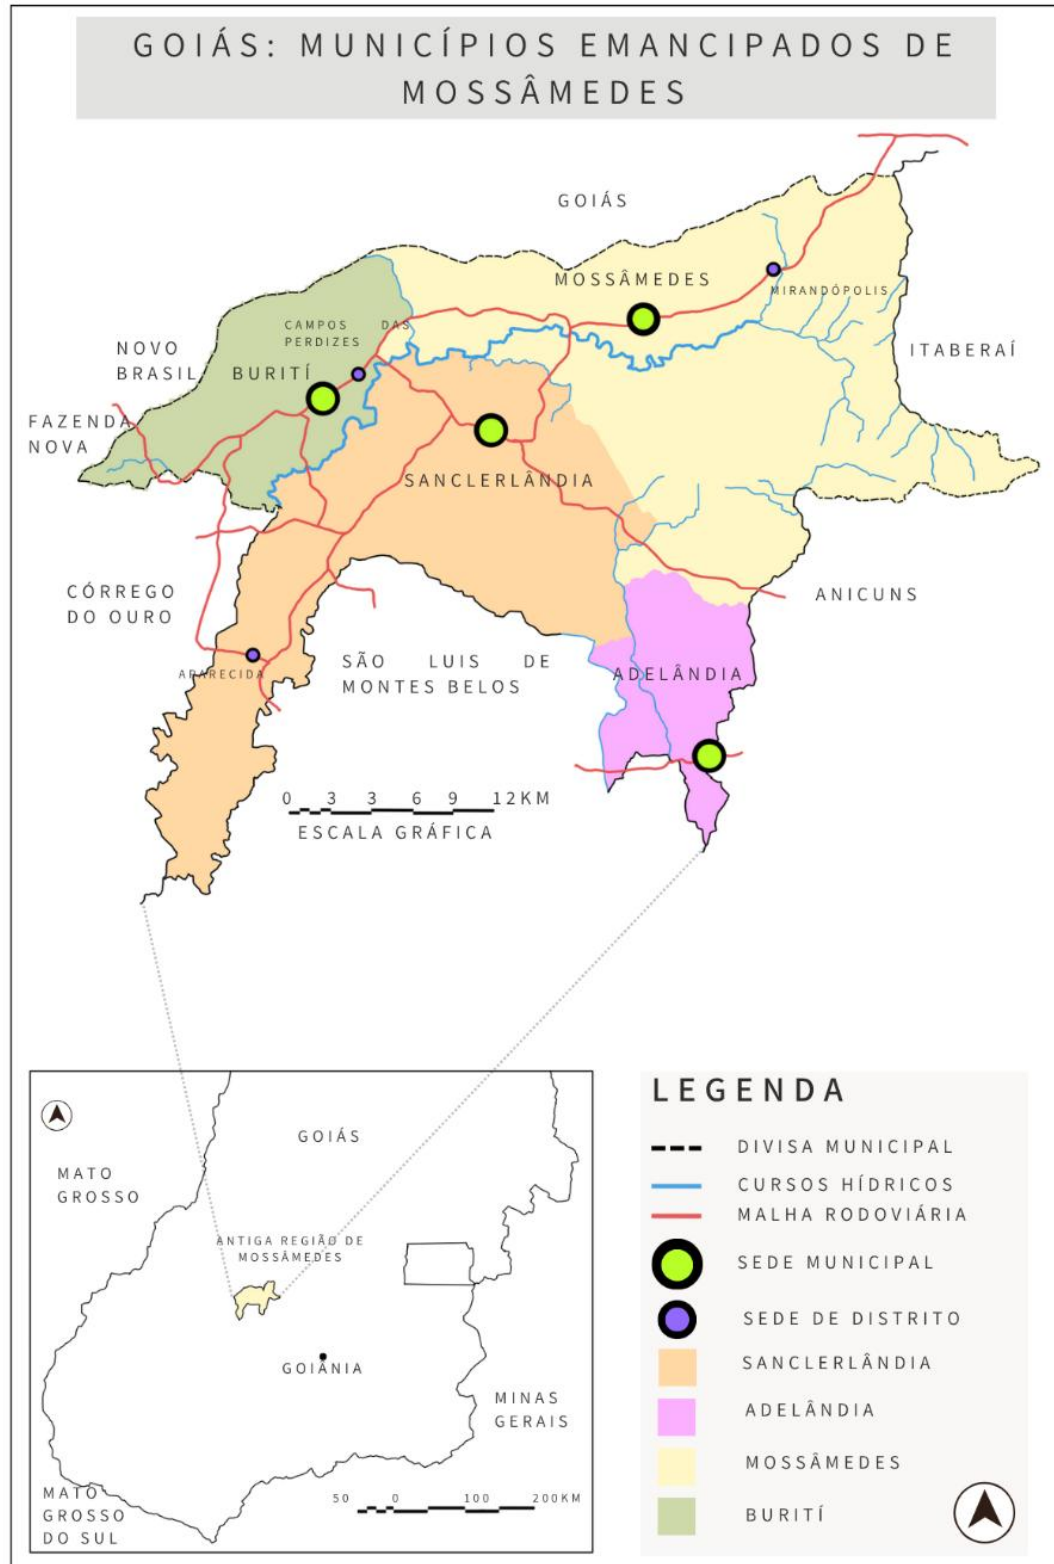 GOIÁS: MUNICÍPIOS EMANCIPADOS DE
MOSSÂMEDES
GOIÁS
MOSSÂMEDES
MIRANDÓPOLIS
CAMPOS DAS
PERDIZES
NOVO
BRASIL
BURITÍ
ITABERAÍ
FAZENDA
NOVA
SANCLERLÂNDIA
CÓRREGO
DO OURO
ANICUNS
SÃO LUIS DE
MONTES BELOS
APARECIDA
ADELÂNDIA
0 3 3 6 9 12KM
ESCALA GRÁFICA
GOIÁS
MATO
GROSSO
ANTIGA REGIÃO DE
MOSSÂMEDES
GOIÂNIA
MINAS
GERAIS
MATO
GROSSO
DO SUL
50 0 100 200KM
LEGENDA
DIVISA MUNICIPAL
CURSOS HÍDRICOS
MALHA RODOVIÁRIA
SEDE MUNICIPAL
SEDE DE DISTRITO
SANCLERLÂNDIA
ADELÂNDIA
MOSSÂMEDES
BURITÍ